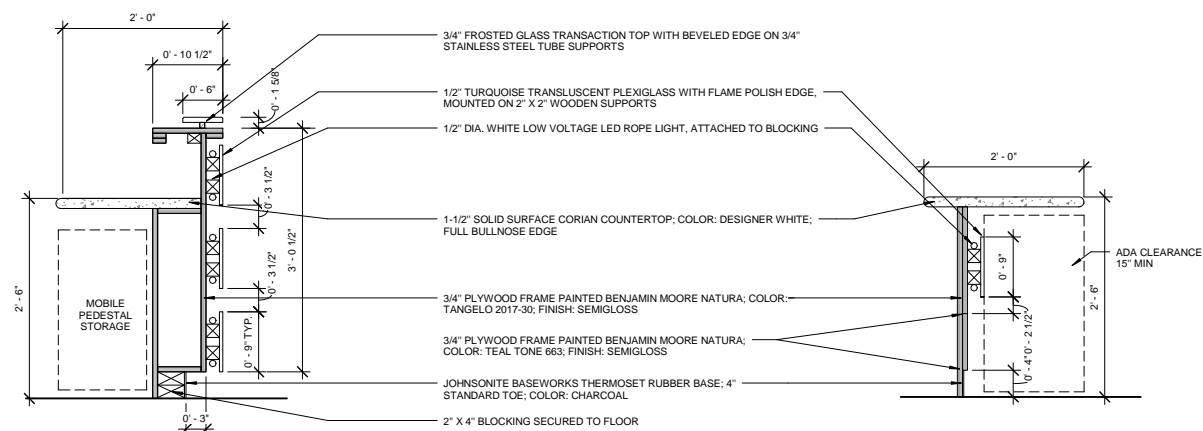 2' - 0"
0' - 10 1/2"
0' - 6"
0' - 1 5/8"
3/4" FROSTED GLASS TRANSACTION TOP WITH BEVELED EDGE ON 3/4"
STAINLESS STEEL TUBE SUPPORTS
1/2" TURQUOISE TRANSLUSCENT PLEXIGLASS WITH FLAME POLISH EDGE,
MOUNTED ON 2" X 2" WOODEN SUPPORTS
1/2" DIA. WHITE LOW VOLTAGE LED ROPE LIGHT, ATTACHED TO BLOCKING
2' - 0"
0' - 3 1/2"
1-1/2" SOLID SURFACE CORIAN COUNTERTOP; COLOR: DESIGNER WHITE;
FULL BULLNOSE EDGE
0' - 3 1/2"
3' - 0 1/2"
2' - 6"
MOBILE
PEDESTAL
STORAGE
0' - 9" TYP.
3/4" PLYWOOD FRAME PAINTED BENJAMIN MOORE NATURA; COLOR:
TANGELO 2017-30; FINISH: SEMIGLOSS
3/4" PLYWOOD FRAME PAINTED BENJAMIN MOORE NATURA;
COLOR: TEAL TONE 663; FINISH: SEMIGLOSS
JOHNSONITE BASEWORKS THERMOSET RUBBER BASE; 4"
STANDARD TOE; COLOR: CHARCOAL
0' - 3"
2" X 4" BLOCKING SECURED TO FLOOR
0' - 9"
ADA CLEARANCE
15" MIN
0' - 2 1/2"
0' - 4"
2' - 6"